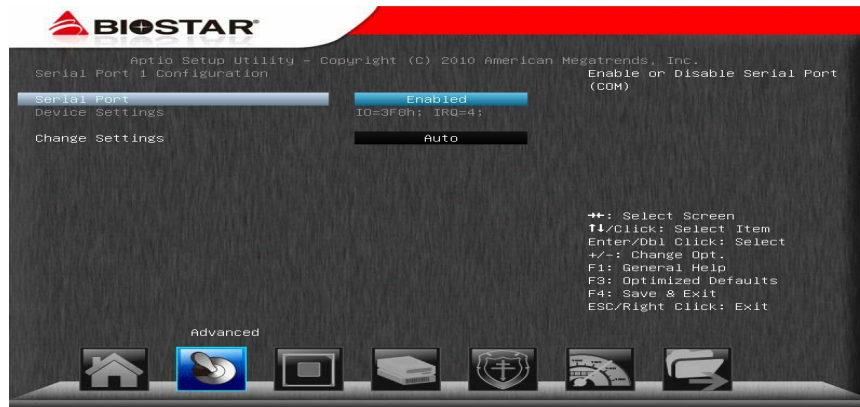 BIOSTAR®
Aptio Setup Utility - Copyright (C) 2010 American Megatrends, Inc.
Serial Port 1 Configuration
Serial Port Enabled
Device Settings IO=3F8h; IRQ=4;
Change Settings Auto
Enable or Disable Serial Port
(COM)
→←: Select Screen
↑↓/Click: Select Item
Enter/Dbl Click: Select
+/-: Change Opt.
F1: General Help
F3: Optimized Defaults
F4: Save & Exit
ESC/Right Click: Exit
Advanced